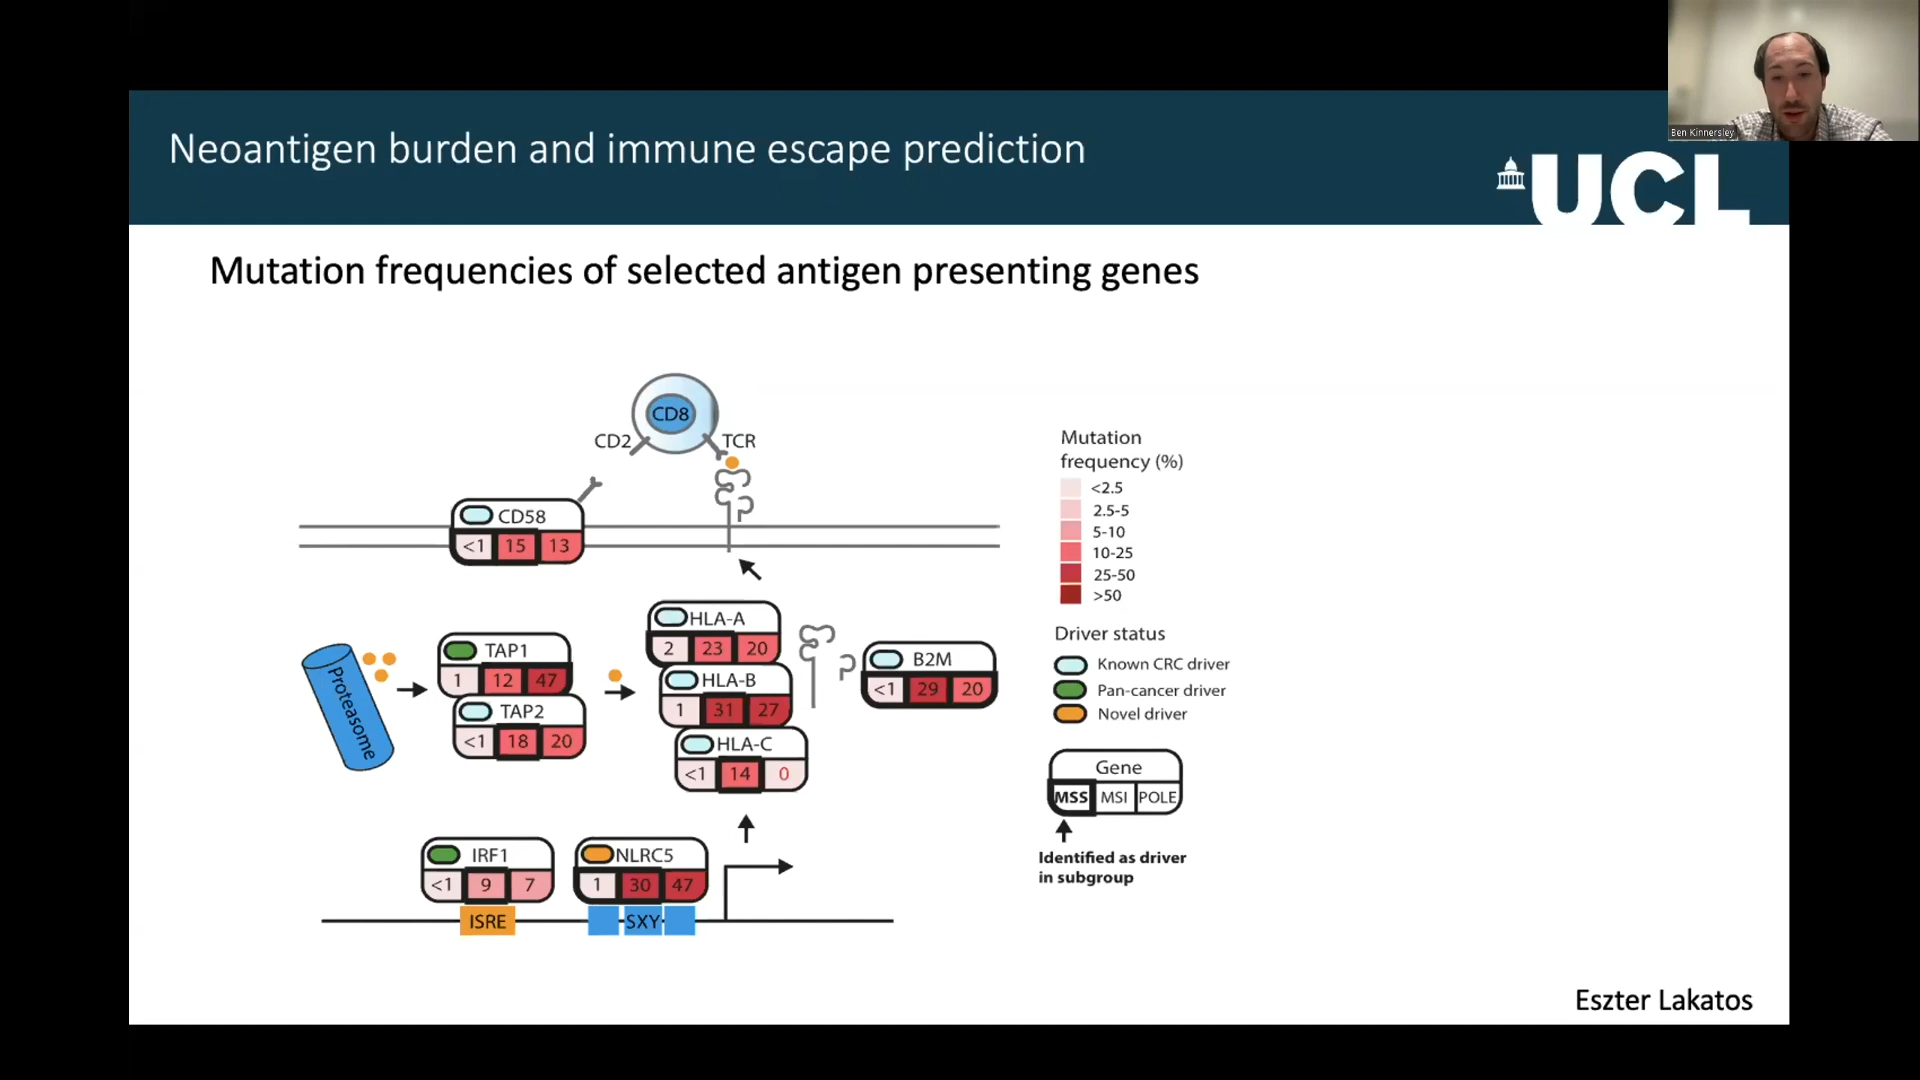 Ben Kinnersley
Neoantigen burden and immune escape prediction
UCL
Mutation frequencies of selected antigen presenting genes
CD8
CD2
TCR
CD58
<1 15 13
Mutation
frequency (%)
<2.5
2.5-5
5-10
10-25
25-50
>50
Proteasome
TAP1
1 12 47
TAP2
<1 18 20
HLA-A
2 23 20
HLA-B
1 31 27
HLA-C
<1 14 0
B2M
<1 29 20
Driver status
Known CRC driver
Pan-cancer driver
Novel driver
Gene
MSS MSI POLE
Identified as driver
in subgroup
IRF1
<1 9 7
ISRE
NLRC5
1 30 47
SXY
Eszter Lakatos